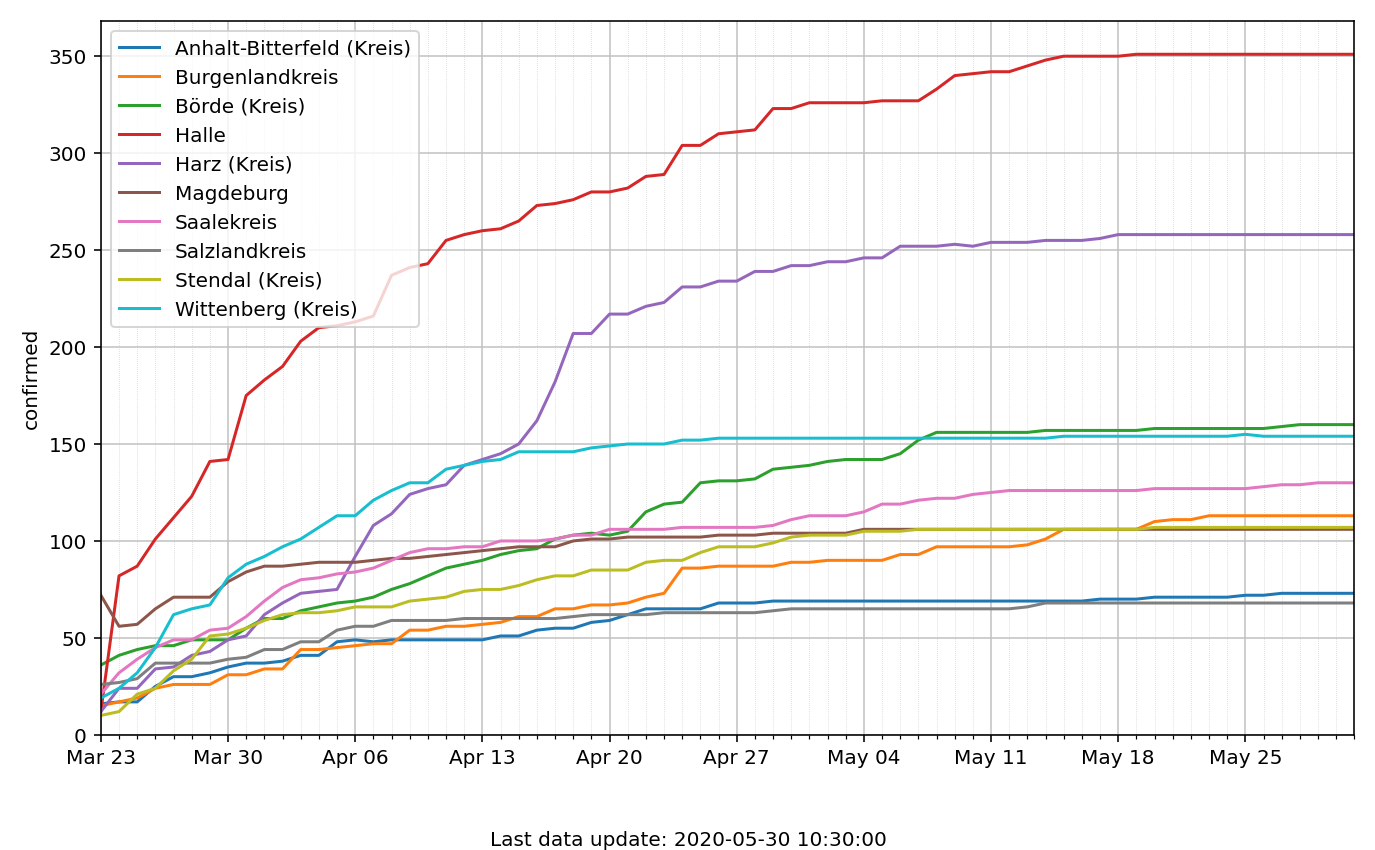 350
300
250
200
150
100
50
0
confirmed
Anhalt-Bitterfeld (Kreis)
Burgenlandkreis
Börde (Kreis)
Halle
Harz (Kreis)
Magdeburg
Saalekreis
Salzlandkreis
Stendal (Kreis)
Wittenberg (Kreis)
Mar 23 Mar 30 Apr 06 Apr 13 Apr 20 Apr 27 May 04 May 11 May 18 May 25
Last data update: 2020-05-30 10:30:00